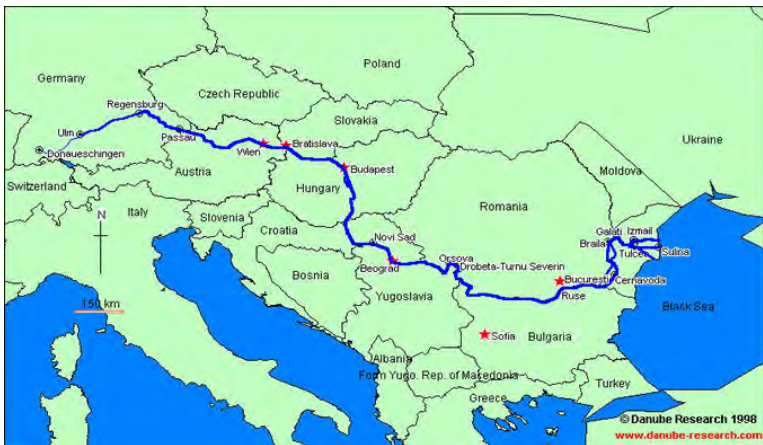 Poland
Germany
Czech Republic
Regensburg
Slovakia
Ukraine
Ulm
Passau
Bratislava
Wien
Donaueschingen
Austria
Budapest
Moldova
Switzerland
Hungary
Italy
N
Slovenia
Romania
Croatia
Galati
Izmail
Novi Sad
Braila
Tulcea
Sulina
Orsova
Beograd
Drobeta-Turnu Severin
Bosnia
Bucuresti
Cernavoda
150 km
Yugoslavia
Ruse
Black Sea
Sofia
Bulgaria
Albania
Form Yugo. Rep. of Macedonia
Turkey
Greece
© Danube Research 1998
www.danube-research.com